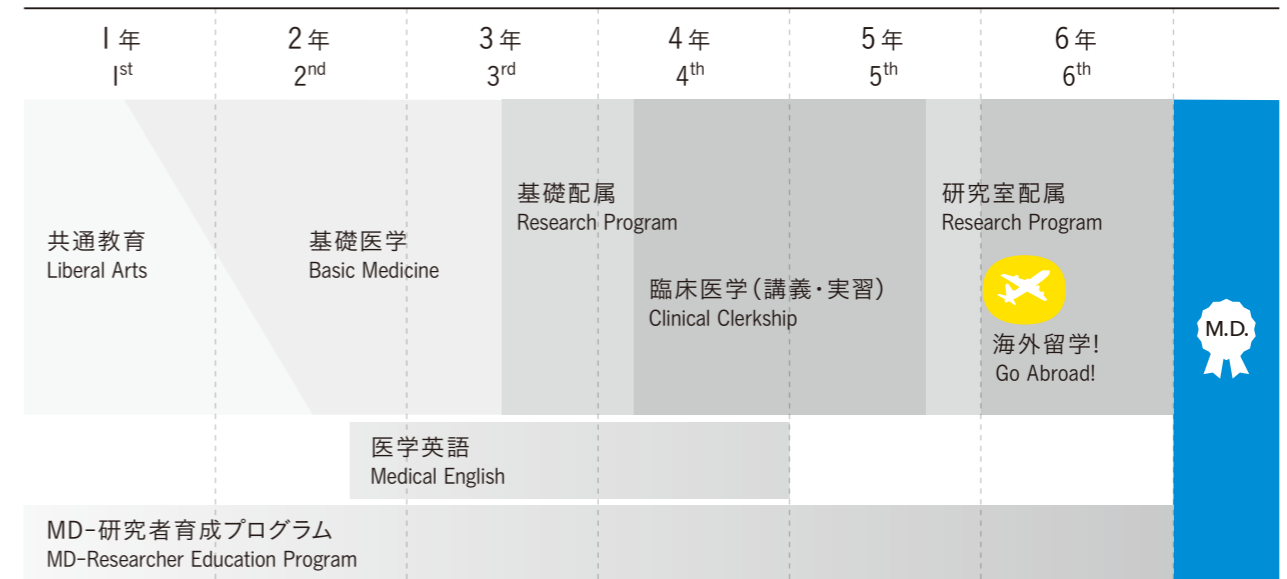 1年 2年 3年 4年 5年 6年
1st 2nd 3rd 4th 5th 6th
共通教育
Liberal Arts
基礎医学
Basic Medicine
基礎配属
Research Program
臨床医学(講義・実習)
Clinical Clerkship
研究室配属
Research Program
海外留学!
Go Abroad!
M.D.
医学英語
Medical English
MD-研究者育成プログラム
MD-Researcher Education Program